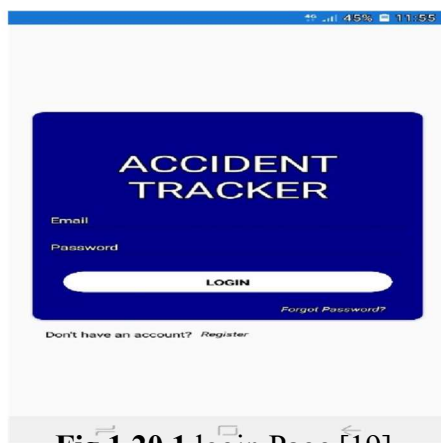 45% 11:55
ACCIDENT
TRACKER
Email
Password
LOGIN
Forgot Password?
Don't have an account? Register
Fig 1.20.1 login Page [19]